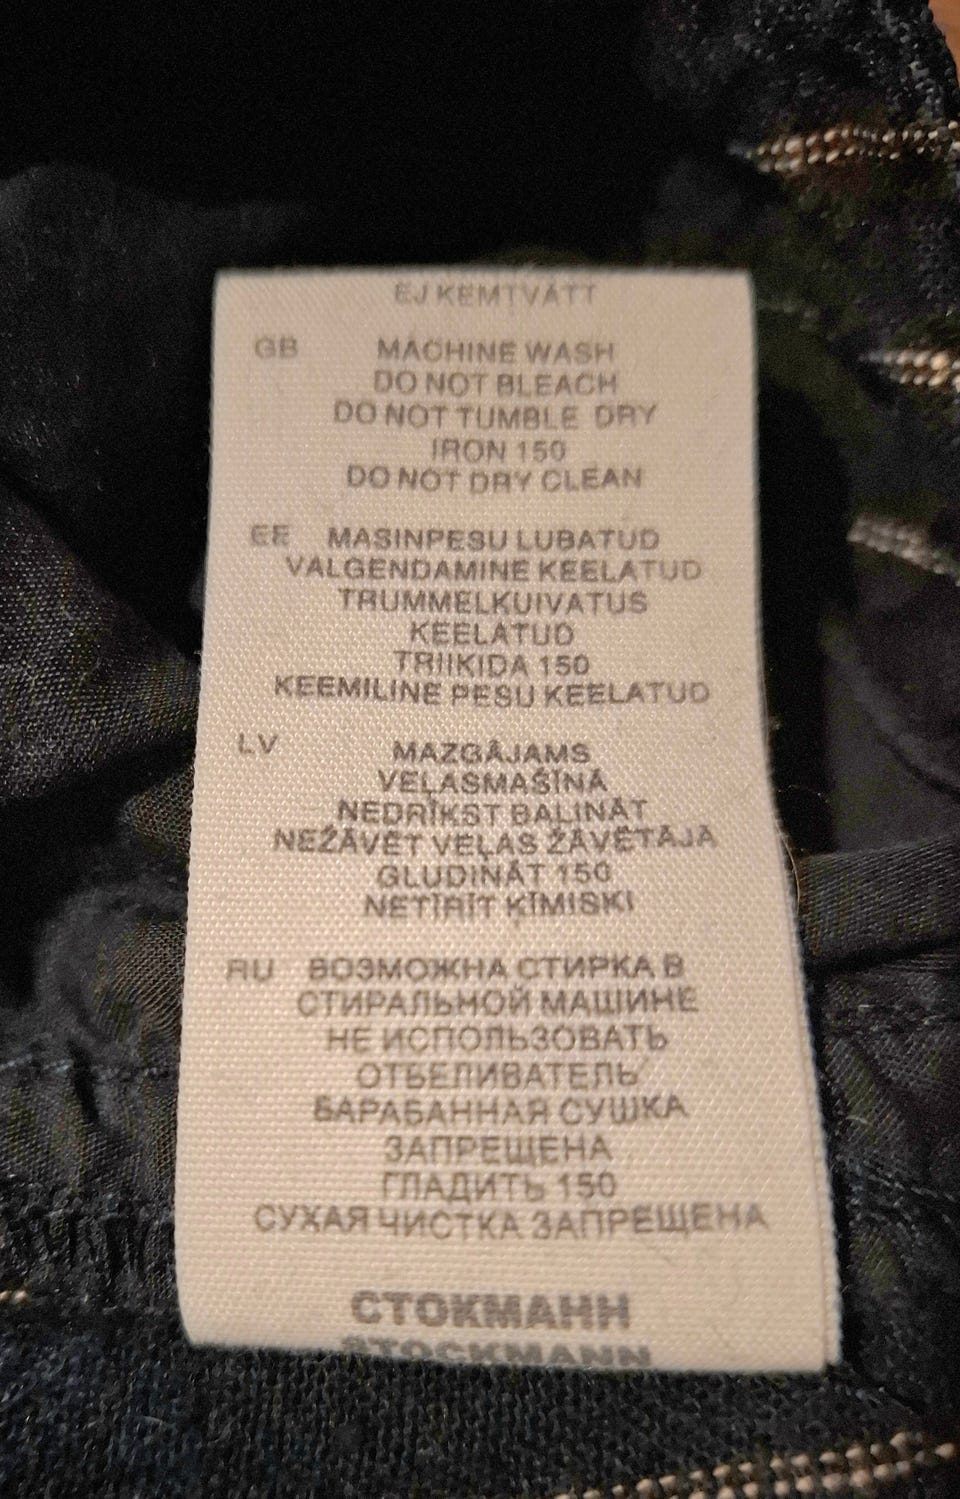 EJ KEMTVÄTT
GB MACHINE WASH
DO NOT BLEACH
DO NOT TUMBLE DRY
IRON 150
DO NOT DRY CLEAN
EE MASINPESU LUBATUD
VALGENDAMINE KEELATUD
TRUMMELKUIVATUS
KEELATUD
TRIIKIDA 150
KEEMILINE PESU KEELATUD
LV MAZGĀJAMS
VEĻASMAŠĪNĀ
NEDRĪKST BALINĀT
NEŽĀVĒT VEĻAS ŽĀVĒTĀJĀ
GLUDINĀT 150
NETĪRĪT ĶĪMISKI
RU ВОЗМОЖНА СТИРКА В
СТИРАЛЬНОЙ МАШИНЕ
НЕ ИСПОЛЬЗОВАТЬ
ОТБЕЛИВАТЕЛЬ
БАРАБАННАЯ СУШКА
ЗАПРЕЩЕНА
ГЛАДИТЬ 150
СУХАЯ ЧИСТКА ЗАПРЕЩЕНА
СТОКМАНН
STOCKMANN